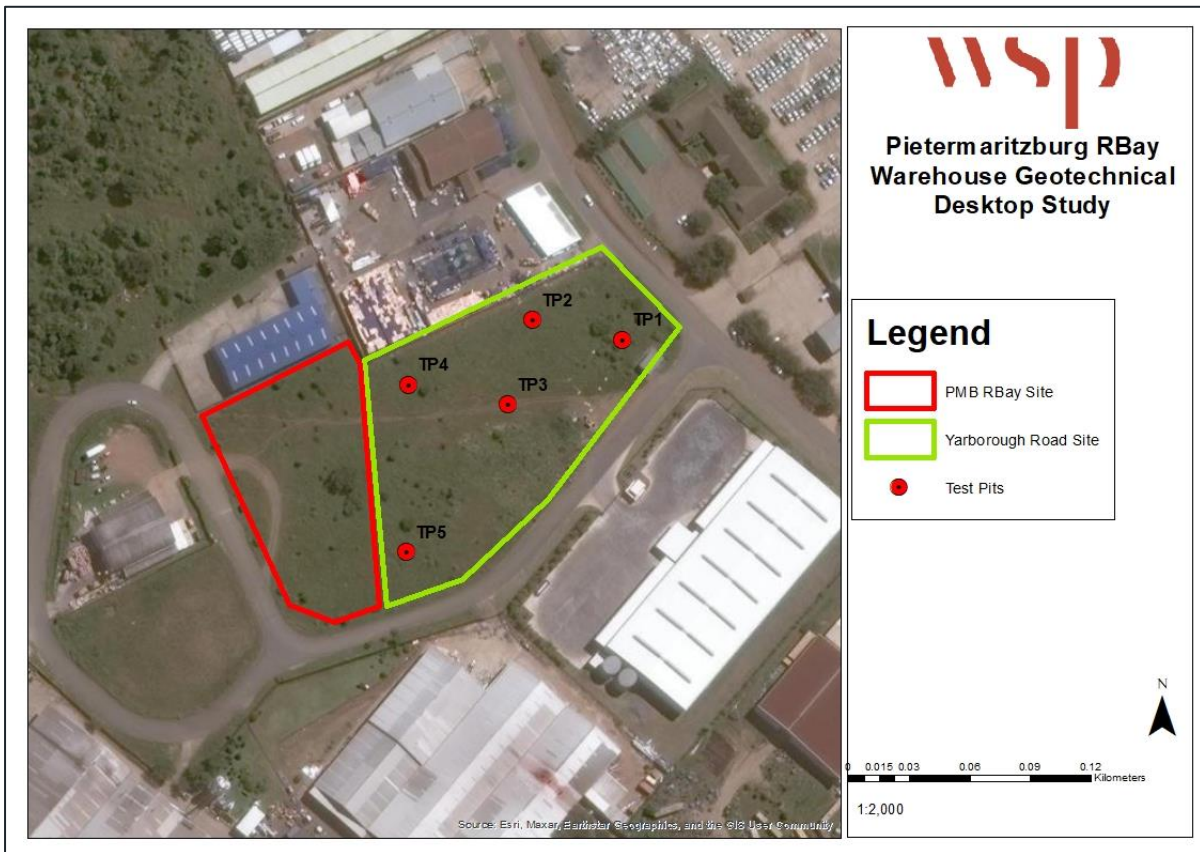 wsp
Pietermaritzburg RBay
Warehouse Geotechnical
Desktop Study
TP2
TP1
TP4
TP3
TP5
Legend
PMB RBay Site
Yarborough Road Site
Test Pits
N
0 0.015 0.03 0.06 0.09 0.12
Kilometers
1:2,000
Source: Esri, Maxar, Earthstar Geographics, and the GIS User Community